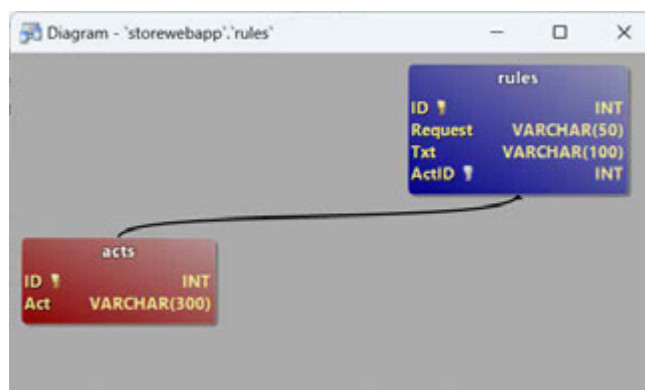 Diagram - `storewebapp`.`rules`
rules
ID INT
Request VARCHAR(50)
Txt VARCHAR(100)
ActID INT
acts
ID INT
Act VARCHAR(300)